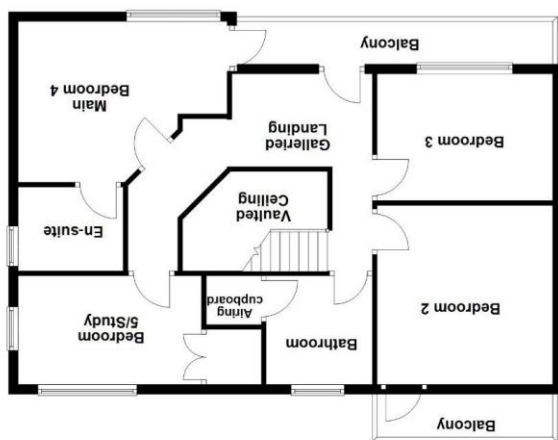 Balcony
Bedroom 2
Bathroom
Airing
cupboard
Bedroom
5/Study
Vaulted
Ceiling
En-suite
Bedroom 3
Galleried
Landing
Main
Bedroom 4
Balcony